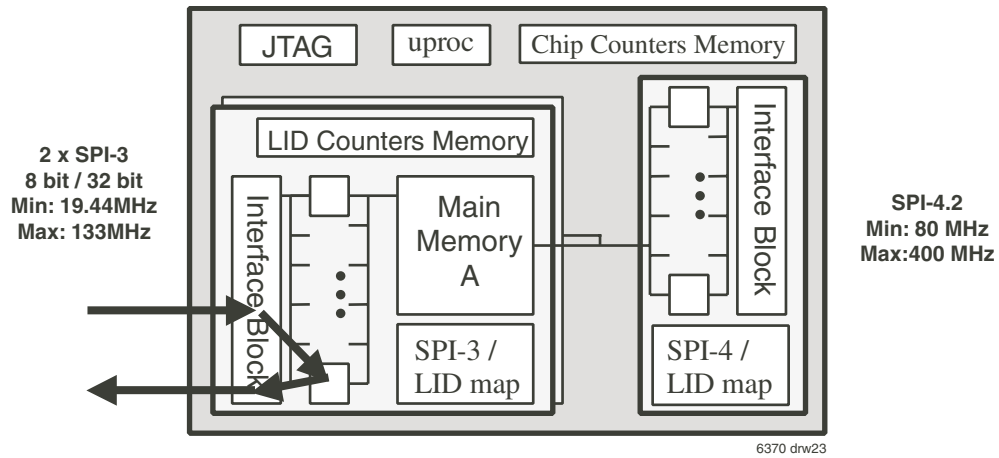 JTAG
uproc
Chip Counters Memory
LID Counters Memory
2 x SPI-3
8 bit / 32 bit
Min: 19.44MHz
Max: 133MHz
Interface Block
Main
Memory
A
SPI-3 /
LID map
Interface Block
SPI-4 /
LID map
SPI-4.2
Min: 80 MHz
Max:400 MHz
6370 drw23